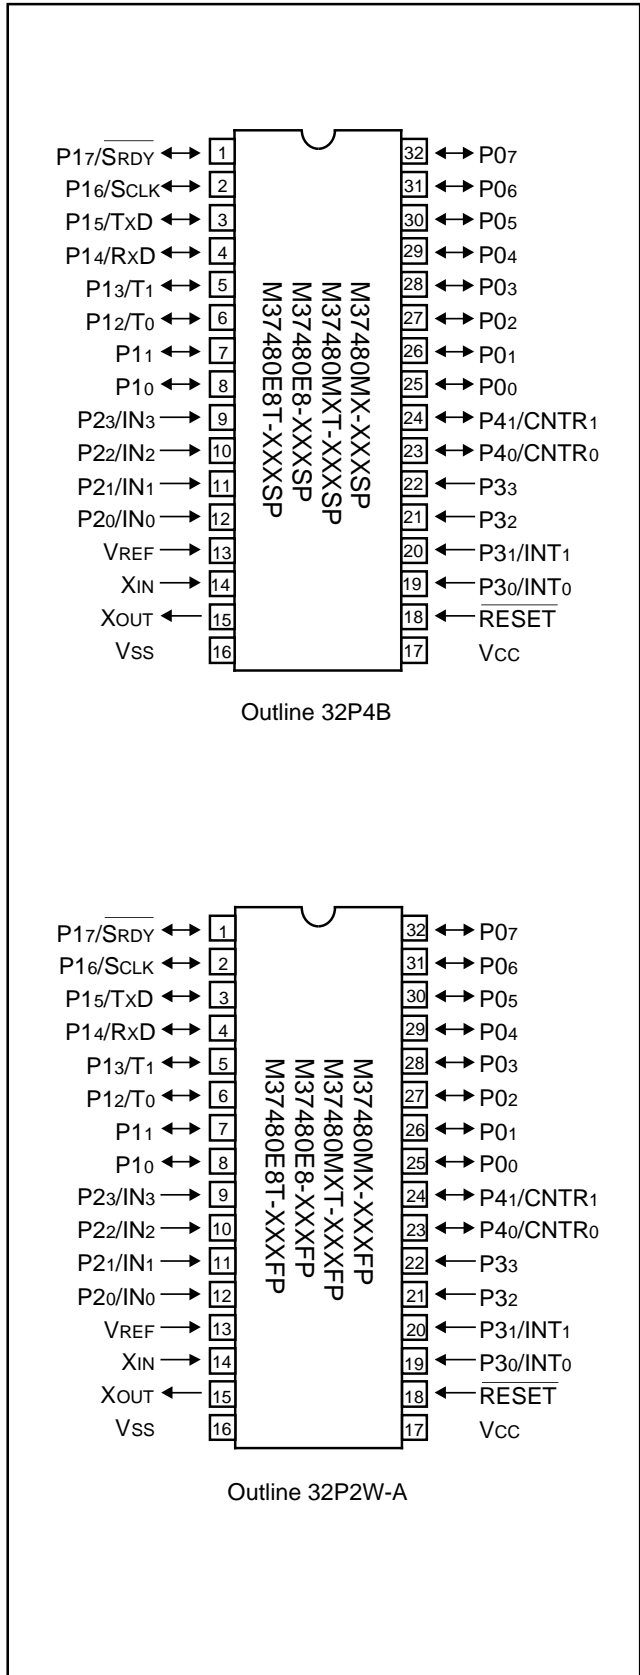 P17/S̅R̅D̅Y̅ 1 32 P07
P16/SCLK 2 31 P06
P15/TXD 3 30 P05
P14/RXD 4 29 P04
P13/T1 5 28 P03
P12/T0 6 27 P02
P11 7 26 P01
P10 8 25 P00
P23/IN3 9 24 P41/CNTR1
P22/IN2 10 23 P40/CNTR0
P21/IN1 11 22 P33
P20/IN0 12 21 P32
VREF 13 20 P31/INT1
XIN 14 19 P30/INT0
XOUT 15 18 R̅E̅S̅E̅T̅
VSS 16 17 VCC
M37480MX-XXXSP
M37480MXT-XXXSP
M37480E8-XXXSP
M37480E8T-XXXSP
Outline 32P4B
P17/S̅R̅D̅Y̅ 1 32 P07
P16/SCLK 2 31 P06
P15/TXD 3 30 P05
P14/RXD 4 29 P04
P13/T1 5 28 P03
P12/T0 6 27 P02
P11 7 26 P01
P10 8 25 P00
P23/IN3 9 24 P41/CNTR1
P22/IN2 10 23 P40/CNTR0
P21/IN1 11 22 P33
P20/IN0 12 21 P32
VREF 13 20 P31/INT1
XIN 14 19 P30/INT0
XOUT 15 18 R̅E̅S̅E̅T̅
VSS 16 17 VCC
M37480MX-XXXFP
M37480MXT-XXXFP
M37480E8-XXXFP
M37480E8T-XXXFP
Outline 32P2W-A